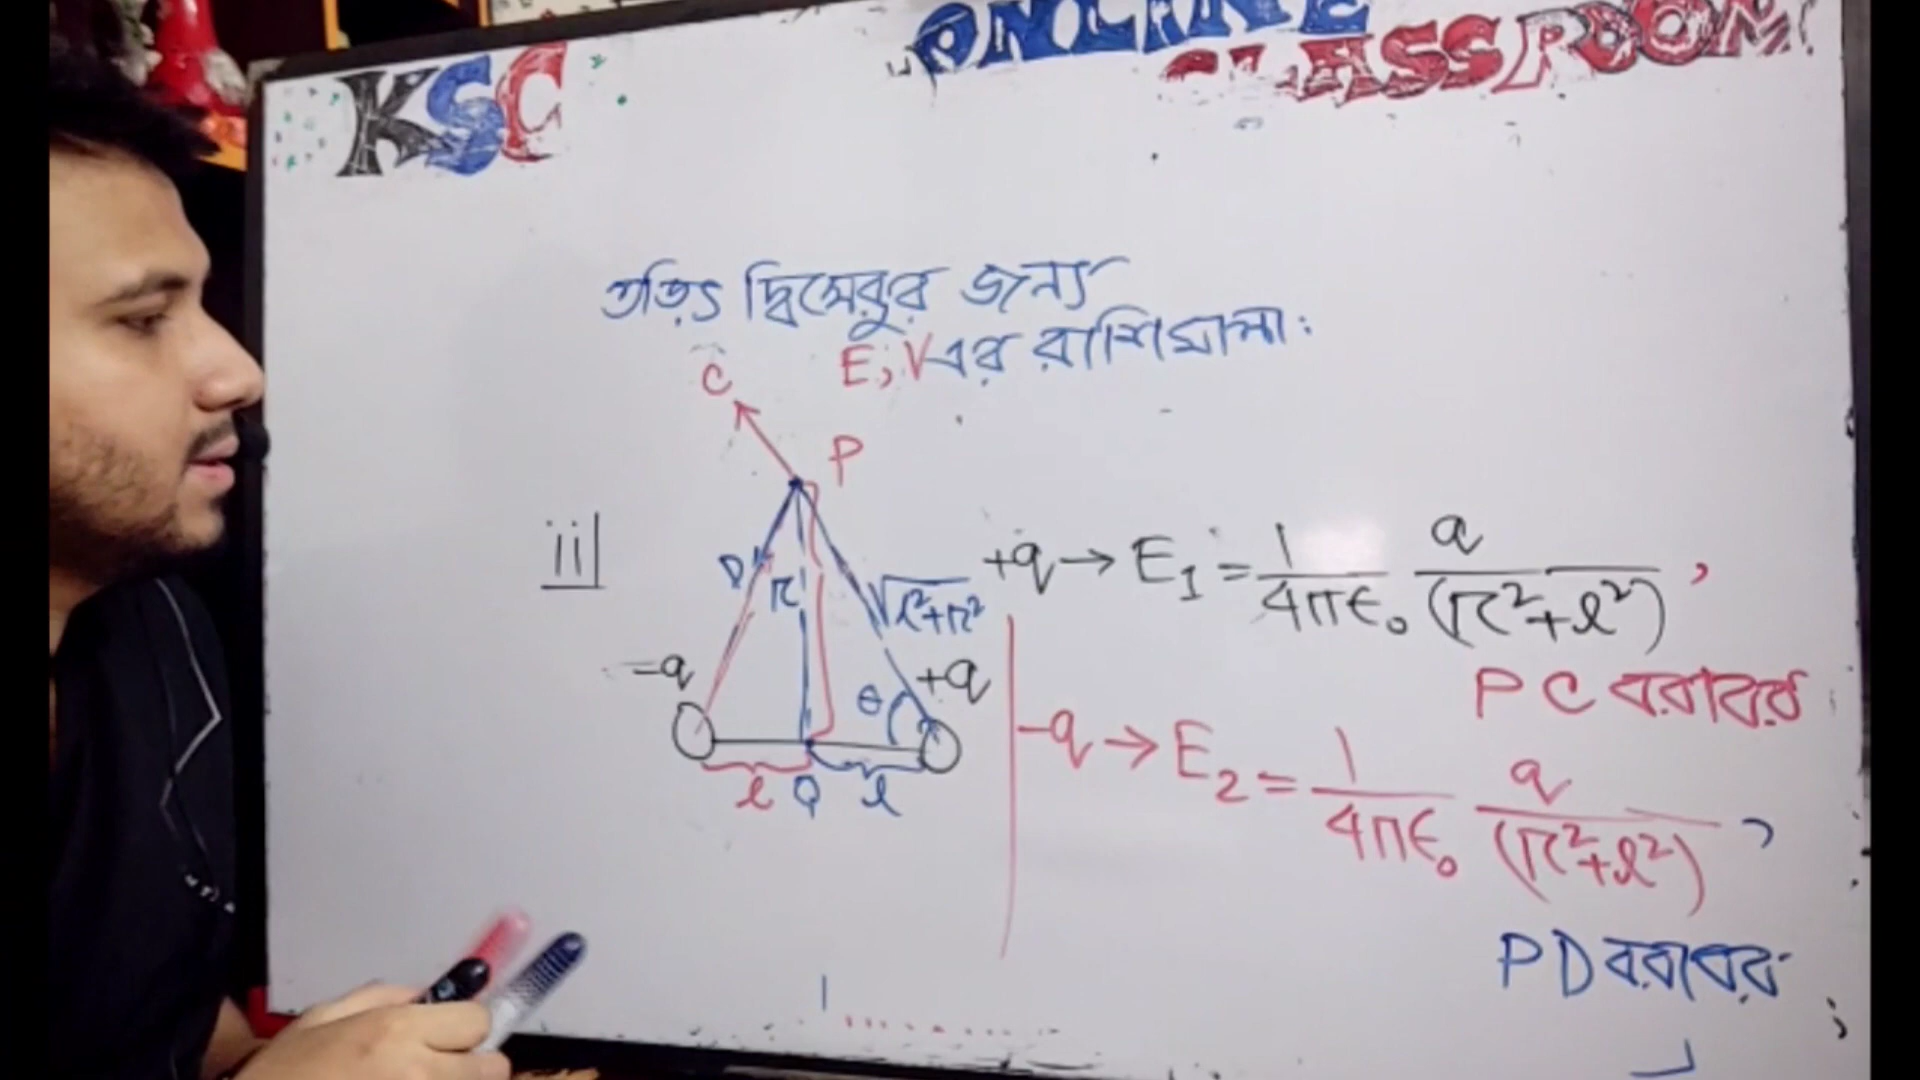 KSC
ONLINE
CLASSROOM
তড়িৎ দ্বিমেরুর জন্য
E, V এর রাশিমালা:
C
P
ii
D
r
√l²+r²
-q
+q
θ
l
Q
l
+q → E₁ = 1/4πϵ₀ q/(r²+l²),
PC বরাবর
-q → E₂ = 1/4πϵ₀ q/(r²+l²),
PD বরাবর